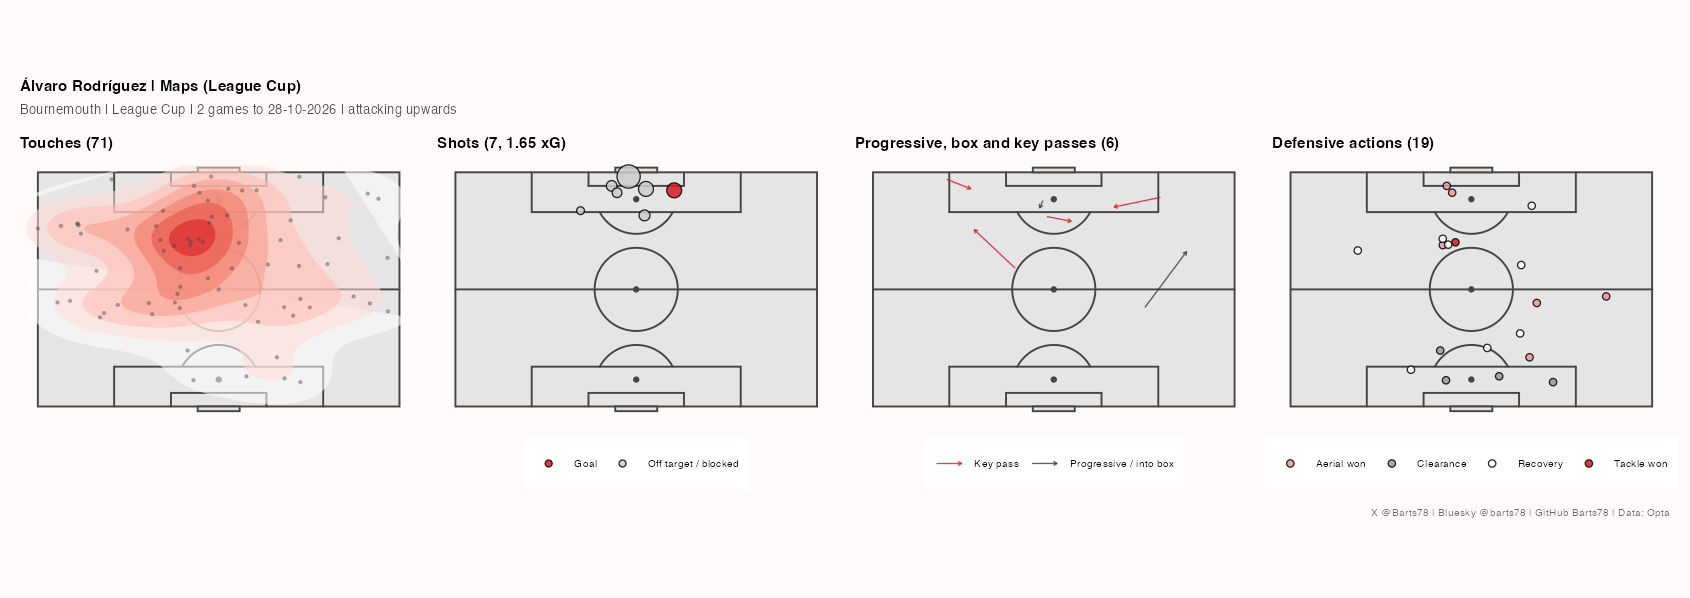 Álvaro Rodríguez | Maps (League Cup)
Bournemouth | League Cup | 2 games to 28-10-2026 | attacking upwards
Touches (71)
Shots (7, 1.65 xG)
Progressive, box and key passes (6)
Defensive actions (19)
Goal
Off target / blocked
Key pass
Progressive / into box
Aerial won
Clearance
Recovery
Tackle won
X @Barts78 | Bluesky @barts78 | GitHub Barts78 | Data: Opta